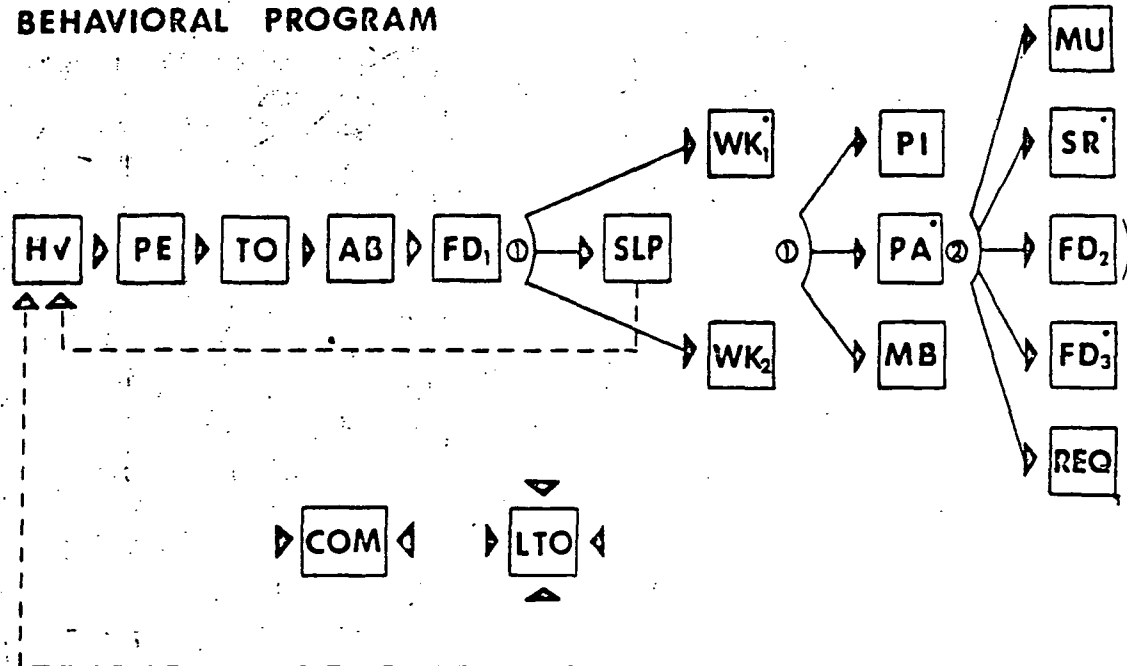 BEHAVIORAL PROGRAM
MU
WK₁ PI SR
H√ PE TO AB FD₁ ① SLP ① PA ② FD₂
WK₂ MB FD₃
REQ
COM LTO